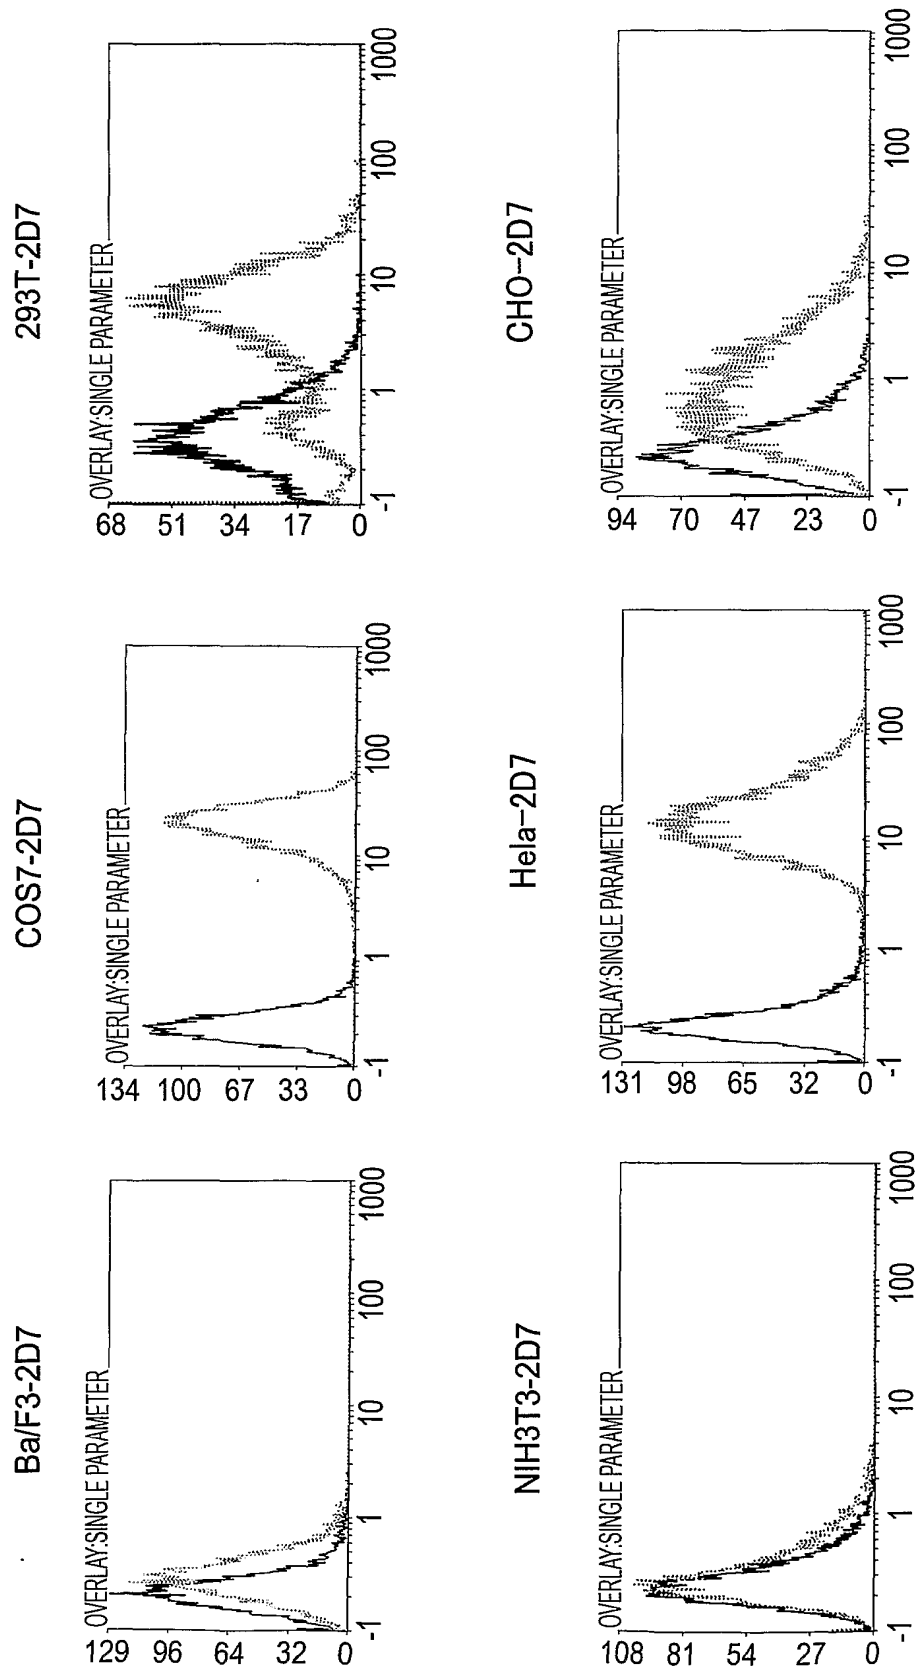 Ba/F3-2D7
OVERLAY:SINGLE PARAMETER
129
96
64
32
0
.1 1 10 100 1000
COS7-2D7
OVERLAY:SINGLE PARAMETER
134
100
67
33
0
.1 1 10 100 1000
293T-2D7
OVERLAY:SINGLE PARAMETER
68
51
34
17
0
.1 1 10 100 1000
NIH3T3-2D7
OVERLAY:SINGLE PARAMETER
108
81
54
27
0
.1 1 10 100 1000
Hela-2D7
OVERLAY:SINGLE PARAMETER
131
98
65
32
0
.1 1 10 100 1000
CHO-2D7
OVERLAY:SINGLE PARAMETER
94
70
47
23
0
.1 1 10 100 1000